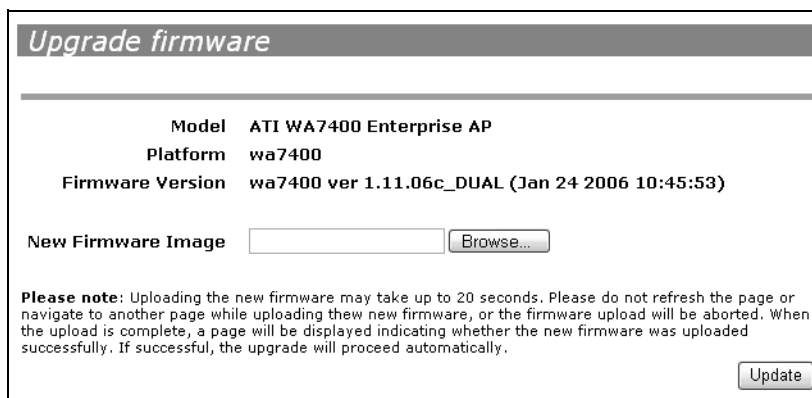 Upgrade firmware
Model ATI WA7400 Enterprise AP
Platform wa7400
Firmware Version wa7400 ver 1.11.06c_DUAL (Jan 24 2006 10:45:53)
New Firmware Image Browse...
Please note: Uploading the new firmware may take up to 20 seconds. Please do not refresh the page or
navigate to another page while uploading thew new firmware, or the firmware upload will be aborted. When
the upload is complete, a page will be displayed indicating whether the new firmware was uploaded
successfully. If successful, the upgrade will proceed automatically.
Update